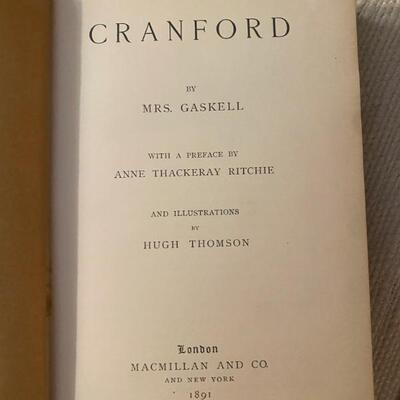 CRANFORD
BY
MRS. GASKELL
WITH A PREFACE BY
ANNE THACKERAY RITCHIE
AND ILLUSTRATIONS
BY
HUGH THOMSON
London
MACMILLAN AND CO.
AND NEW YORK
1891